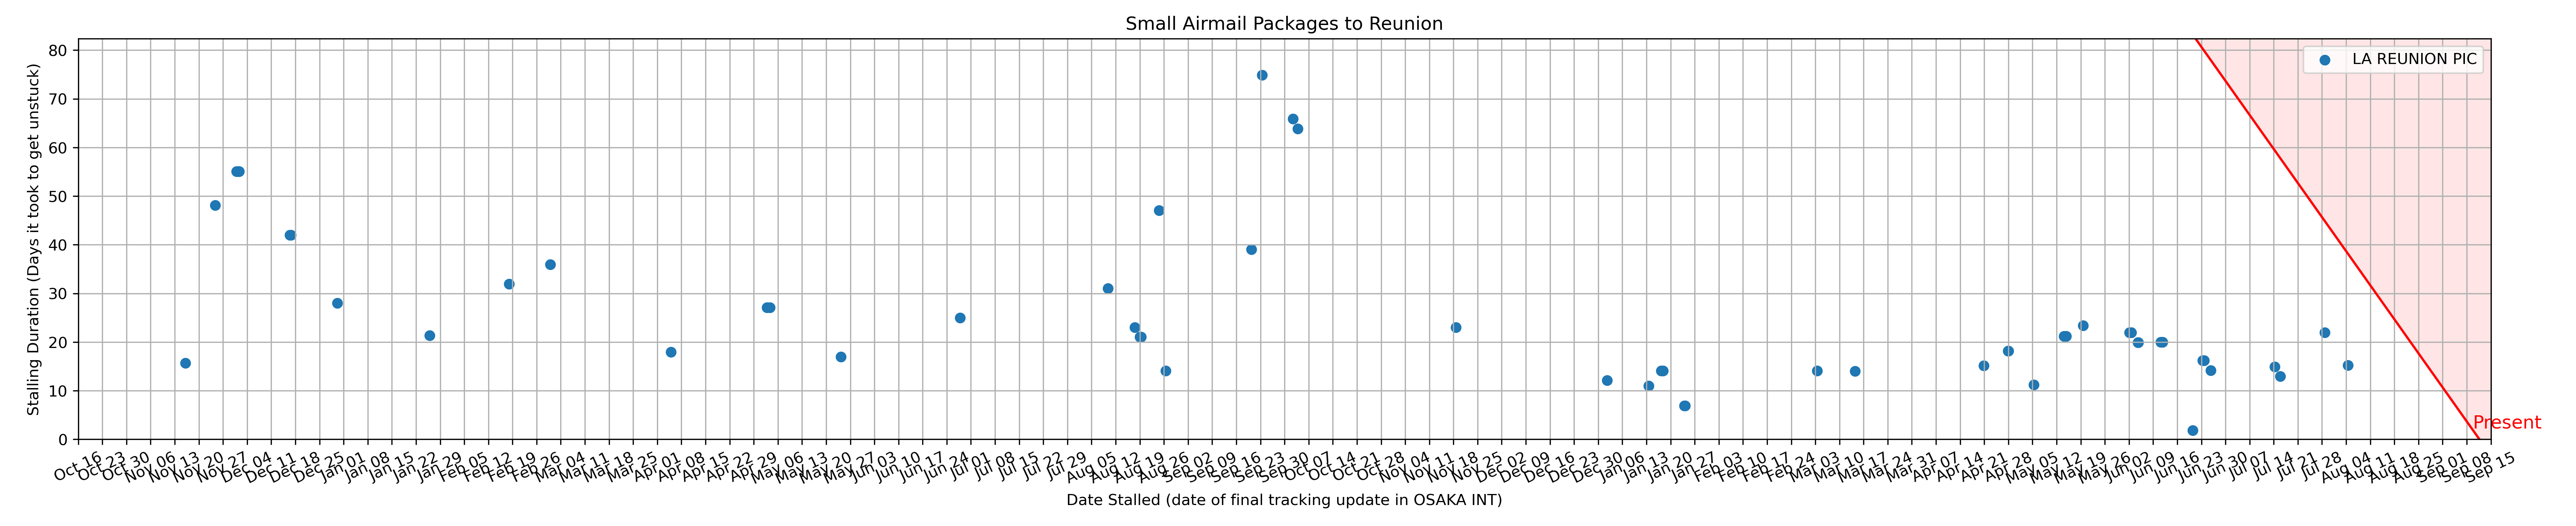 Small Airmail Packages to Reunion
LA REUNION PIC
Stalling Duration (Days it took to get unstuck)
80
70
60
50
40
30
20
10
0
Present
Oct 16
Oct 23
Oct 30
Nov 06
Nov 13
Nov 20
Nov 27
Dec 04
Dec 11
Dec 18
Dec 25
Jan 01
Jan 08
Jan 15
Jan 22
Jan 29
Feb 05
Feb 12
Feb 19
Feb 26
Mar 04
Mar 11
Mar 18
Mar 25
Apr 01
Apr 08
Apr 15
Apr 22
Apr 29
May 06
May 13
May 20
May 27
Jun 03
Jun 10
Jun 17
Jun 24
Jul 01
Jul 08
Jul 15
Jul 22
Jul 29
Aug 05
Aug 12
Aug 19
Aug 26
Sep 02
Sep 09
Sep 16
Sep 23
Sep 30
Oct 07
Oct 14
Oct 21
Oct 28
Nov 04
Nov 11
Nov 18
Nov 25
Dec 02
Dec 09
Dec 16
Dec 23
Dec 30
Jan 06
Jan 13
Jan 20
Jan 27
Feb 03
Feb 10
Feb 17
Feb 24
Mar 03
Mar 10
Mar 17
Mar 24
Mar 31
Apr 07
Apr 14
Apr 21
Apr 28
May 05
May 12
May 19
May 26
Jun 02
Jun 09
Jun 16
Jun 23
Jun 30
Jul 07
Jul 14
Jul 21
Jul 28
Aug 04
Aug 11
Aug 18
Aug 25
Sep 01
Sep 08
Sep 15
Date Stalled (date of final tracking update in OSAKA INT)